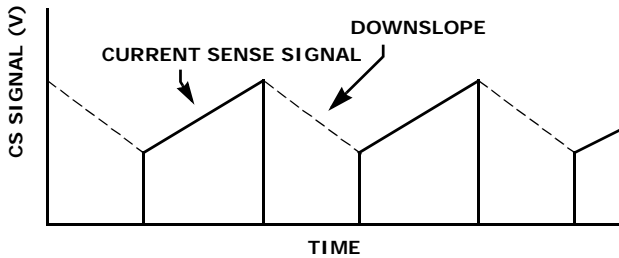 DOWNSLOPE
CURRENT SENSE SIGNAL
CS SIGNAL (V)
TIME